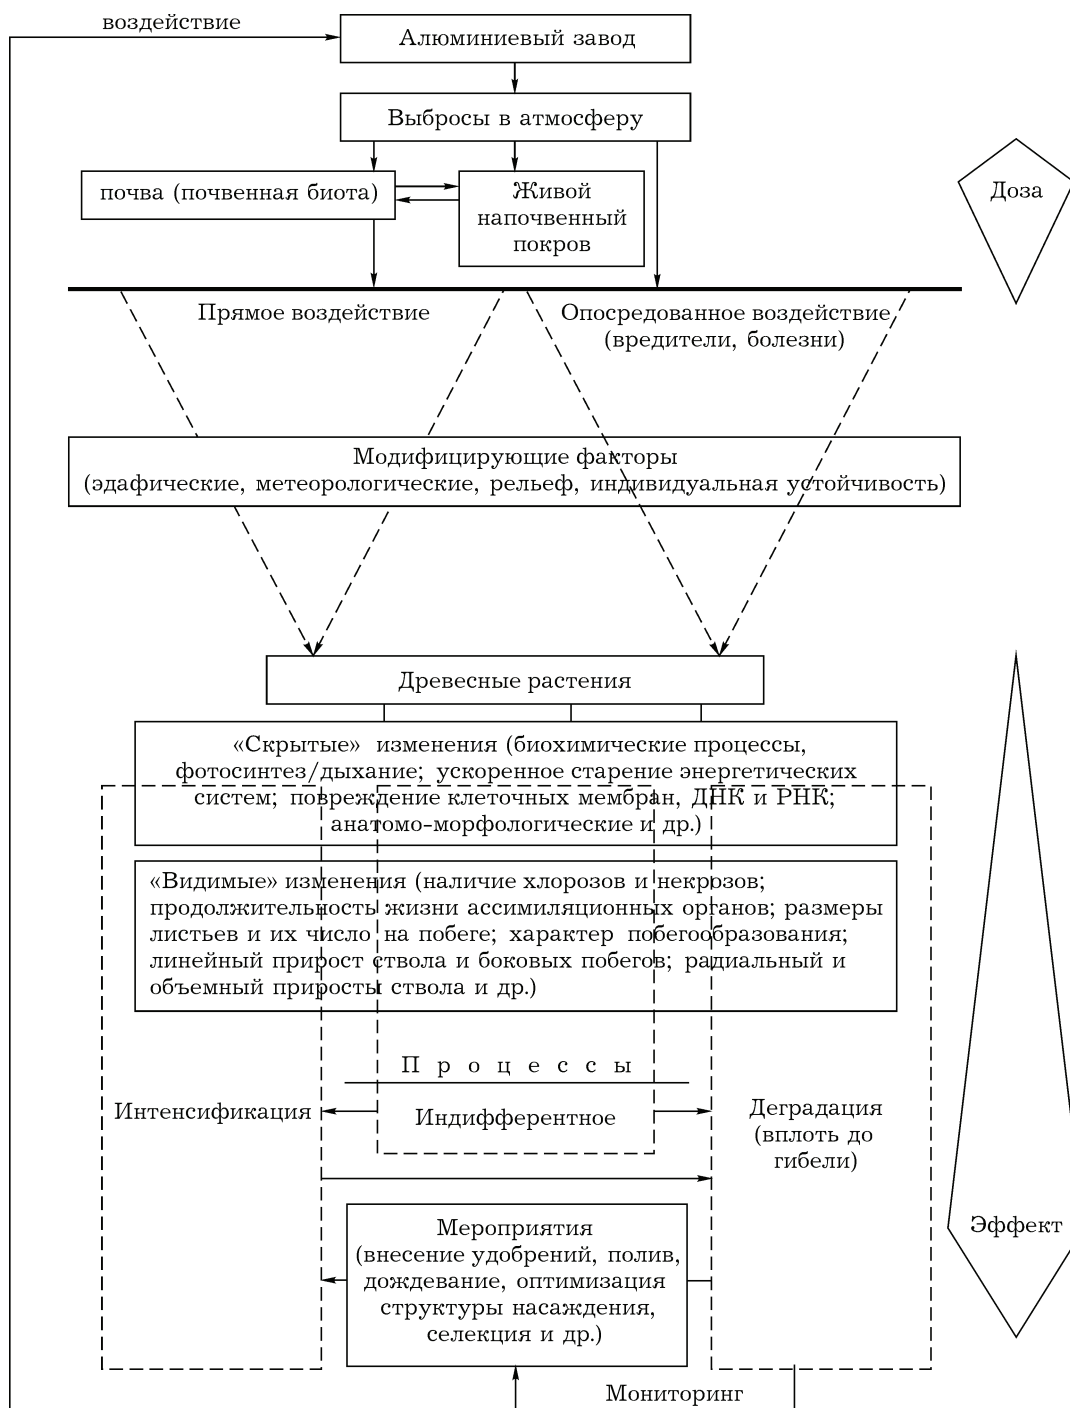 воздействие
Алюминиевый завод
Выбросы в атмосферу
почва (почвенная биота)
Живой
напочвенный
покров
Доза
Прямое воздействие
Опосредованное воздействие
(вредители, болезни)
Модифицирующие факторы
(эдафические, метеорологические, рельеф, индивидуальная устойчивость)
Древесные растения
«Скрытые» изменения (биохимические процессы,
фотосинтез/дыхание; ускоренное старение энергетических
систем; повреждение клеточных мембран, ДНК и РНК;
анатомо-морфологические и др.)
«Видимые» изменения (наличие хлорозов и некрозов;
продолжительность жизни ассимиляционных органов; размеры
листьев и их число на побеге; характер побегообразования;
линейный прирост ствола и боковых побегов; радиальный и
объемный приросты ствола и др.)
Процессы
Интенсификация
Индифферентное
Деградация
(вплоть до
гибели)
Эффект
Мероприятия
(внесение удобрений, полив,
дождевание, оптимизация
структуры насаждения,
селекция и др.)
Мониторинг